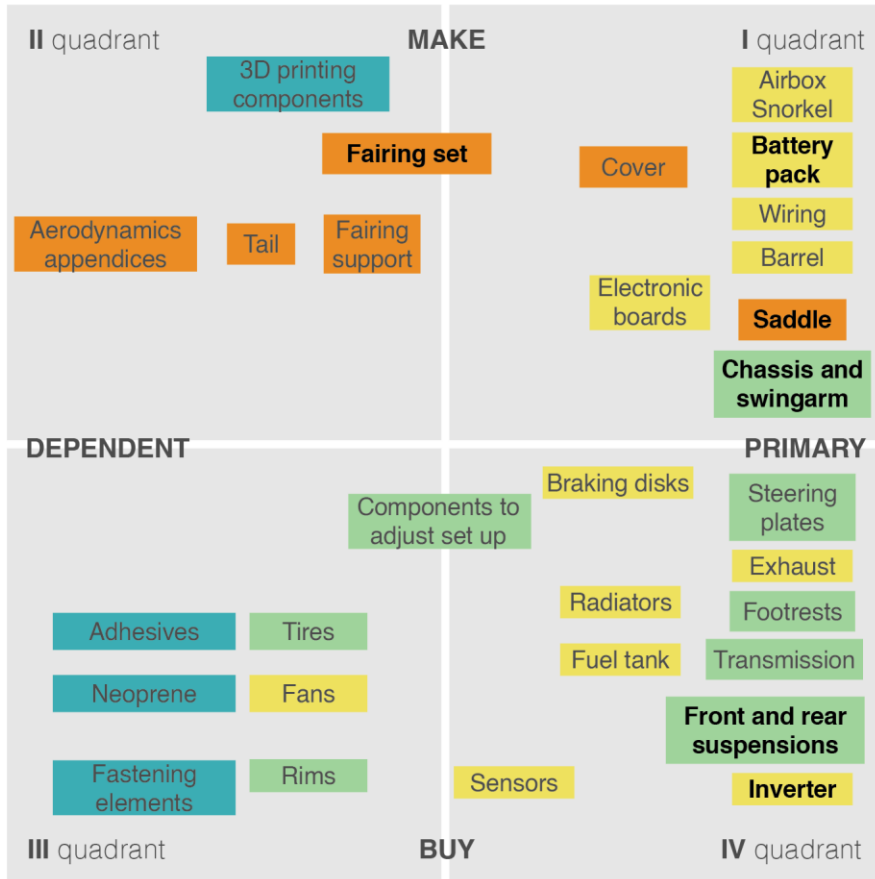 II quadrant
MAKE
I quadrant
3D printing
components
Airbox
Snorkel
Fairing set
Cover
Battery
pack
Aerodynamics
appendices
Tail
Fairing
support
Wiring
Barrel
Electronic
boards
Saddle
Chassis and
swingarm
DEPENDENT
PRIMARY
Components to
adjust set up
Braking disks
Steering
plates
Exhaust
Adhesives
Tires
Radiators
Footrests
Neoprene
Fans
Fuel tank
Transmission
Front and rear
suspensions
Fastening
elements
Rims
Sensors
Inverter
III quadrant
BUY
IV quadrant